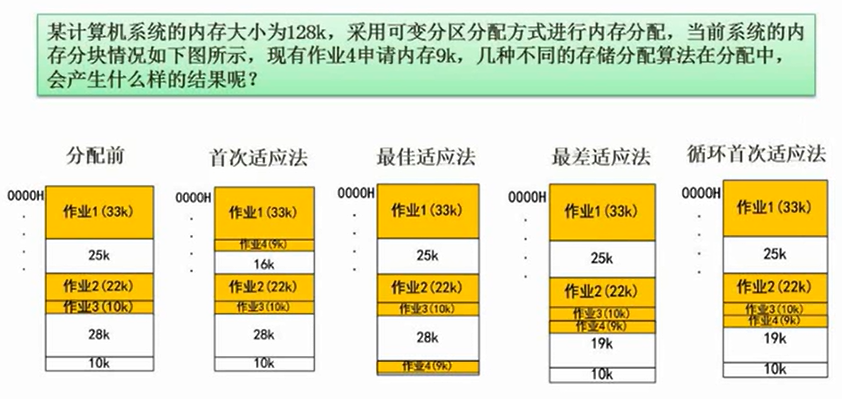 某计算机系统的内存大小为128k，采用可变分区分配方式进行内存分配，当前系统的内
存分块情况如下图所示，现有作业4申请内存9k，几种不同的存储分配算法在分配中，
会产生什么样的结果呢？
分配前
0000H
作业1(33k)
25k
作业2(22k)
作业3(10k)
28k
10k
首次适应法
0000H
作业1(33k)
作业4(9k)
16k
作业2(22k)
作业3(10k)
28k
10k
最佳适应法
0000H
作业1(33k)
25k
作业2(22k)
作业3(10k)
28k
作业4(9k)
最差适应法
0000H
作业1(33k)
25k
作业2(22k)
作业3(10k)
作业4(9k)
19k
10k
循环首次适应法
0000H
作业1(33k)
25k
作业2(22k)
作业3(10k)
作业4(9k)
19k
10k